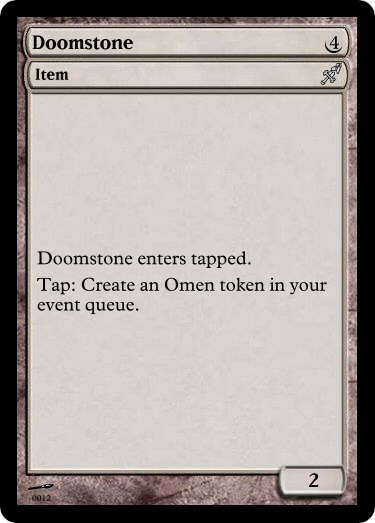 Doomstone 4
Item
Doomstone enters tapped.
Tap: Create an Omen token in your
event queue.
2
0012